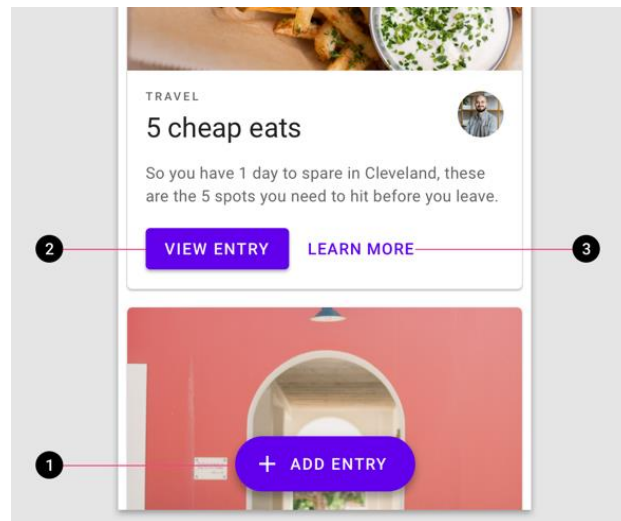 TRAVEL
5 cheap eats
So you have 1 day to spare in Cleveland, these
are the 5 spots you need to hit before you leave.
2
VIEW ENTRY
LEARN MORE
3
1
+ ADD ENTRY